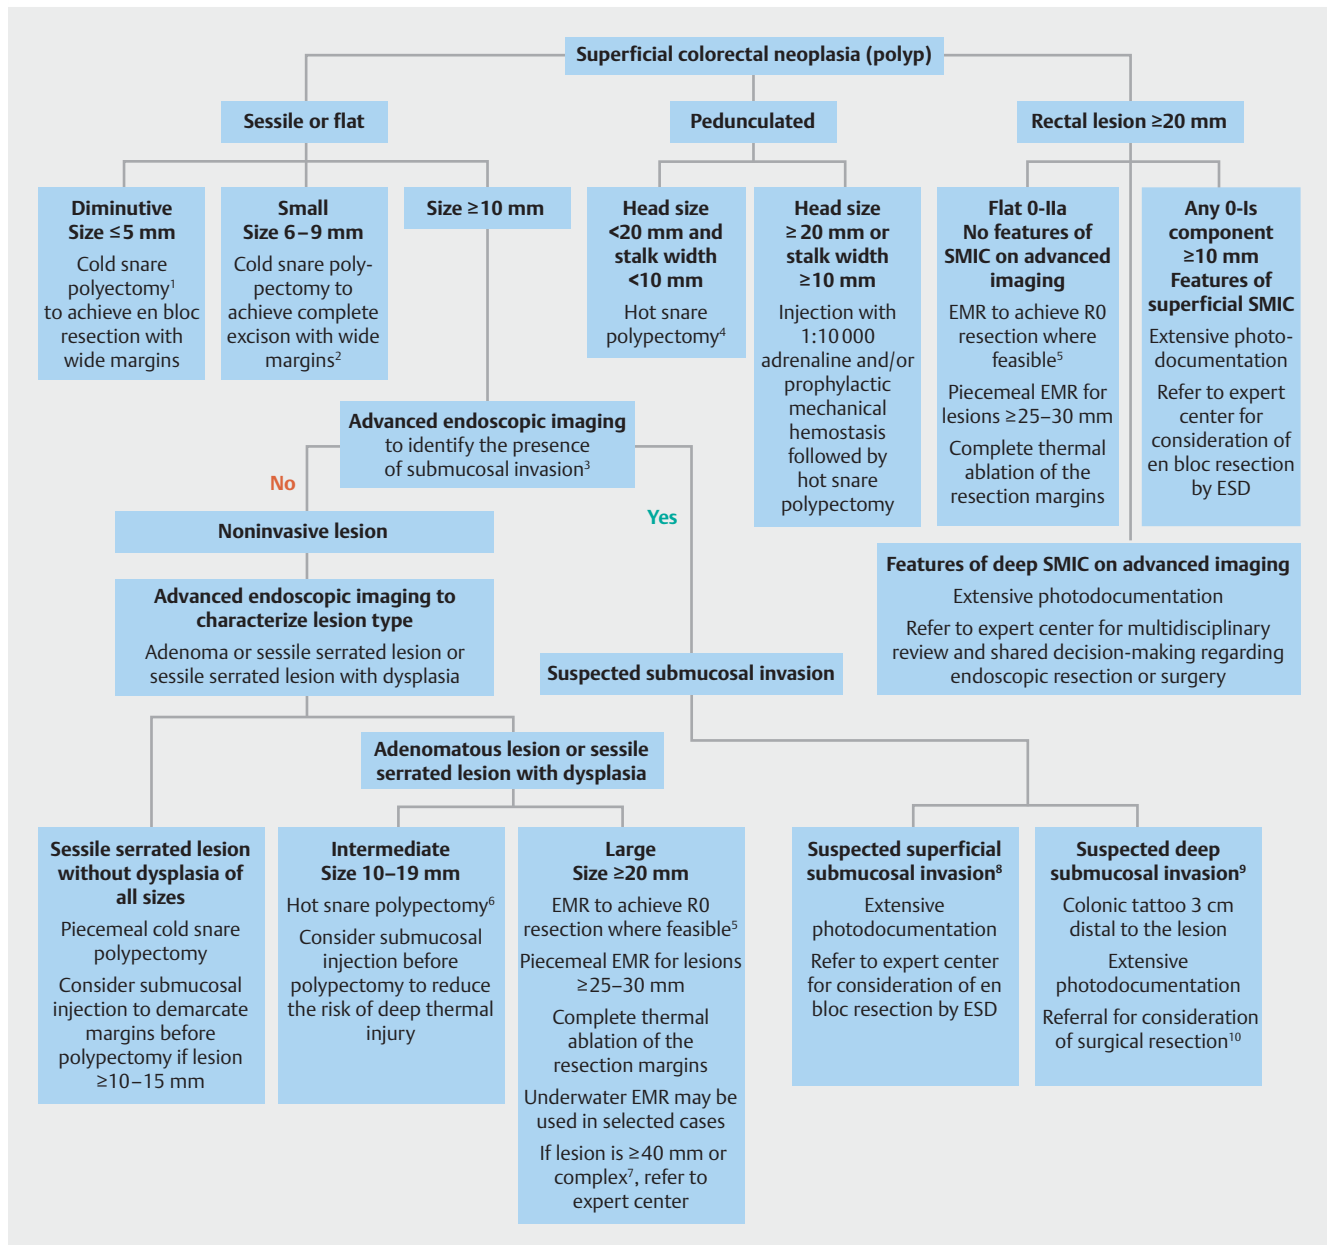 Superficial colorectal neoplasia (polyp)
Sessile or flat
Pedunculated
Rectal lesion ≥20 mm
Diminutive
Size ≤5 mm
Cold snare
polyectomy¹
to achieve en bloc
resection with
wide margins
Small
Size 6–9 mm
Cold snare poly-
pectomy to
achieve complete
excison with wide
margins²
Size ≥10 mm
Head size
<20 mm and
stalk width
<10 mm
Hot snare
polypectomy⁴
Head size
≥20 mm or
stalk width
≥10 mm
Injection with
1:10 000
adrenaline and/or
prophylactic
mechanical
hemostasis
followed by
hot snare
polypectomy
Flat 0-IIa
No features of
SMIC on advanced
imaging
EMR to achieve R0
resection where
feasible⁵
Piecemeal EMR for
lesions ≥25–30 mm
Complete thermal
ablation of the
resection margins
Any 0-Is
component
≥10 mm
Features of
superficial SMIC
Extensive photo-
documentation
Refer to expert
center for
consideration of
en bloc resection
by ESD
Advanced endoscopic imaging
to identify the presence
of submucosal invasion³
No
Yes
Noninvasive lesion
Features of deep SMIC on advanced imaging
Extensive photodocumentation
Refer to expert center for multidisciplinary
review and shared decision-making regarding
endoscopic resection or surgery
Advanced endoscopic imaging to
characterize lesion type
Adenoma or sessile serrated lesion or
sessile serrated lesion with dysplasia
Suspected submucosal invasion
Adenomatous lesion or sessile
serrated lesion with dysplasia
Sessile serrated lesion
without dysplasia of
all sizes
Piecemeal cold snare
polypectomy
Consider submucosal
injection to demarcate
margins before
polypectomy if lesion
≥10–15 mm
Intermediate
Size 10–19 mm
Hot snare polypectomy⁶
Consider submucosal
injection before
polypectomy to reduce
the risk of deep thermal
injury
Large
Size ≥20 mm
EMR to achieve R0
resection where feasible⁵
Piecemeal EMR for lesions
≥25–30 mm
Complete thermal
ablation of the
resection margins
Underwater EMR may be
used in selected cases
If lesion is ≥40 mm or
complex⁷, refer to
expert center
Suspected superficial
submucosal invasion⁸
Extensive
photodocumentation
Refer to expert center
for consideration of en
bloc resection by ESD
Suspected deep
submucosal invasion⁹
Colonic tattoo 3 cm
distal to the lesion
Extensive
photodocumentation
Referral for consideration
of surgical resection¹⁰